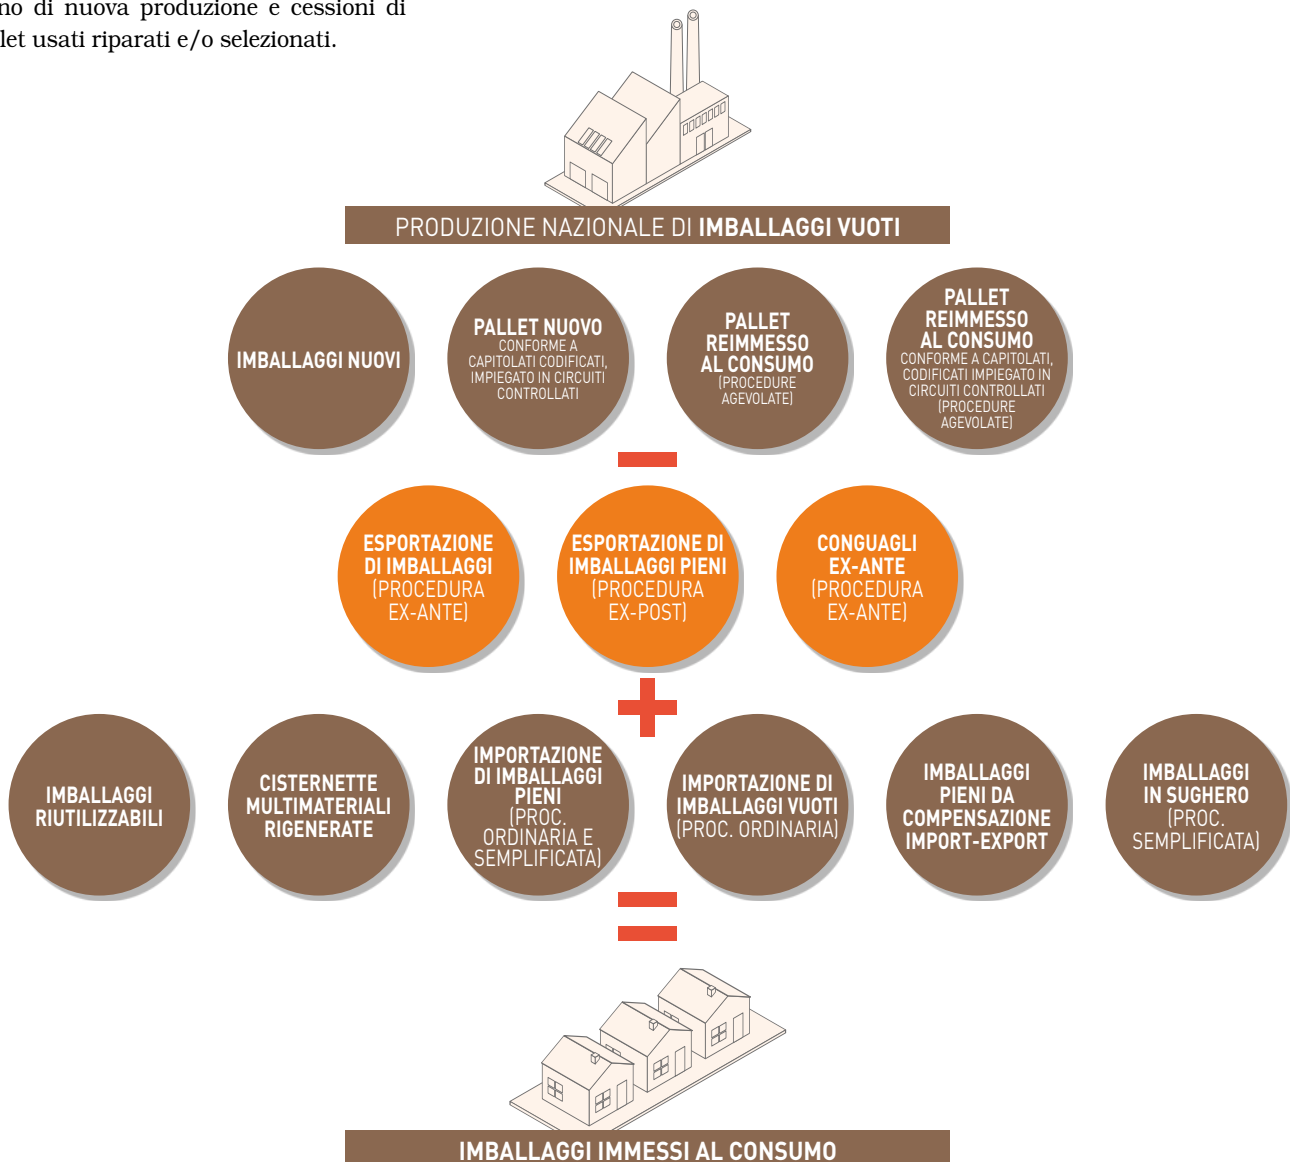 di nuova produzione e cessioni di
usati riparati e/o selezionati.
PRODUZIONE NAZIONALE DI IMBALLAGGI VUOTI
IMBALLAGGI NUOVI
PALLET NUOVO
CONFORME A
CAPITOLATI CODIFICATI,
IMPIEGATO IN CIRCUITI
CONTROLLATI
PALLET
REIMMESSO
AL CONSUMO
(PROCEDURE
AGEVOLATE)
PALLET
REIMMESSO
AL CONSUMO
CONFORME A CAPITOLATI,
CODIFICATI IMPIEGATO IN
CIRCUITI CONTROLLATI
(PROCEDURE
AGEVOLATE)
ESPORTAZIONE
DI IMBALLAGGI
(PROCEDURA
EX-ANTE)
ESPORTAZIONE DI
IMBALLAGGI PIENI
(PROCEDURA
EX-POST)
CONGUAGLI
EX-ANTE
(PROCEDURA
EX-ANTE)
IMBALLAGGI
RIUTILIZZABILI
CISTERNETTE
MULTIMATERIALI
RIGENERATE
IMPORTAZIONE
DI IMBALLAGGI
PIENI
(PROC.
ORDINARIA E
SEMPLIFICATA)
IMPORTAZIONE DI
IMBALLAGGI VUOTI
(PROC. ORDINARIA)
IMBALLAGGI
PIENI DA
COMPENSAZIONE
IMPORT-EXPORT
IMBALLAGGI
IN SUGHERO
(PROC.
SEMPLIFICATA)
IMBALLAGGI IMMESSI AL CONSUMO